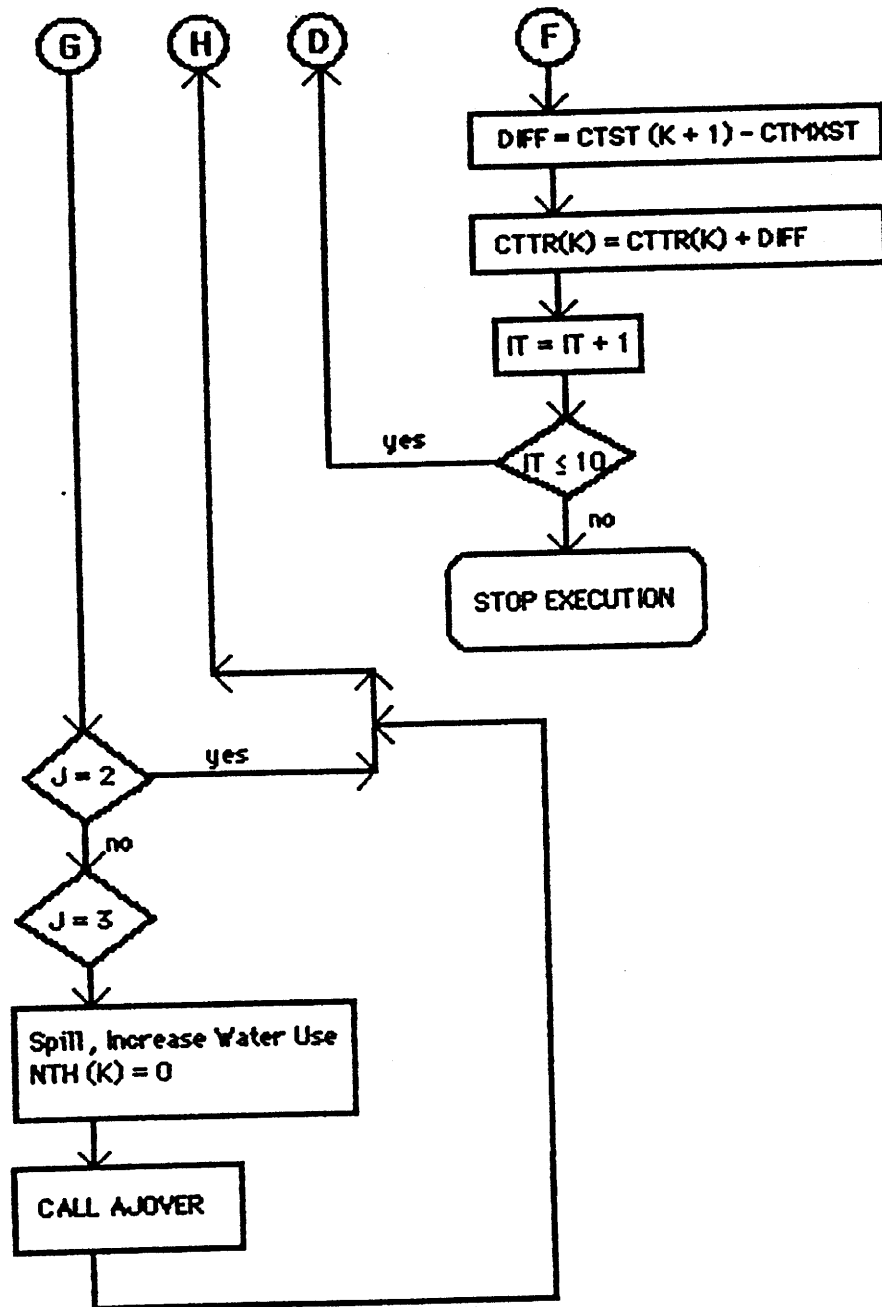 G H D F
DIFF = CTST (K + 1) - CTMXST
CTTR(K) = CTTR(K) + DIFF
IT = IT + 1
yes
IT ≤ 10
no
STOP EXECUTION
J = 2
yes
no
J = 3
Spill, Increase Water Use
NTH (K) = 0
CALL AJOVER